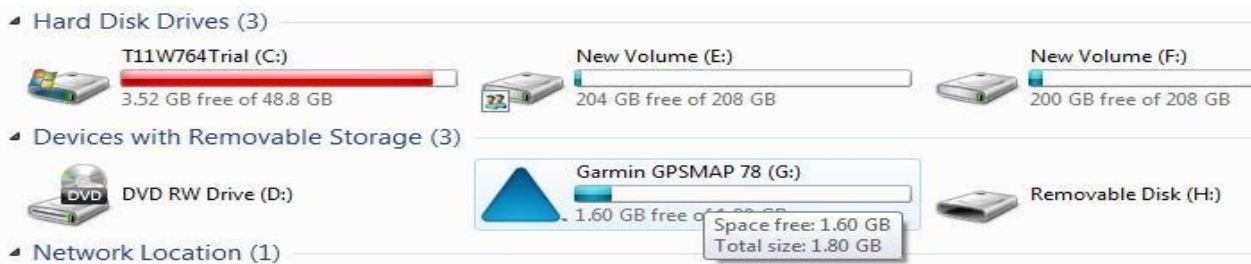 Hard Disk Drives (3)
T11W764Trial (C:)
3.52 GB free of 48.8 GB
New Volume (E:)
204 GB free of 208 GB
New Volume (F:)
200 GB free of 208 GB
Devices with Removable Storage (3)
DVD
DVD RW Drive (D:)
Garmin GPSMAP 78 (G:)
1.60 GB free of
Space free: 1.60 GB
Total size: 1.80 GB
Removable Disk (H:)
Network Location (1)